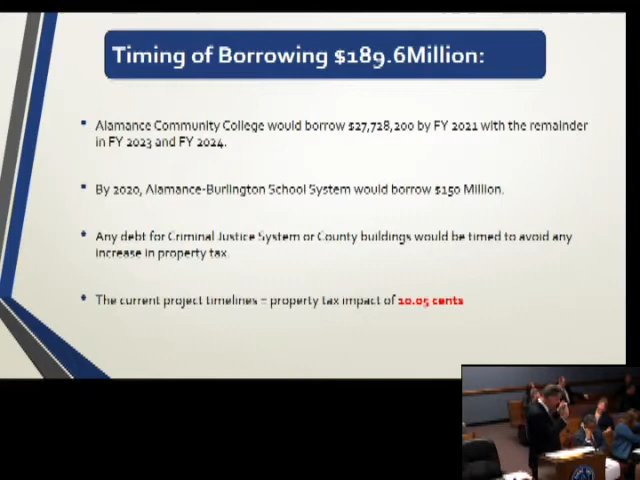 Timing of Borrowing $189.6Million:
Alamance Community College would borrow $27,728,200 by FY 2021 with the remainder
in FY 2023 and FY 2024.
By 2020, Alamance-Burlington School System would borrow $150 Million.
Any debt for Criminal Justice System or County buildings would be timed to avoid any
increase in property tax.
The current project timelines = property tax impact of 10.05 cents